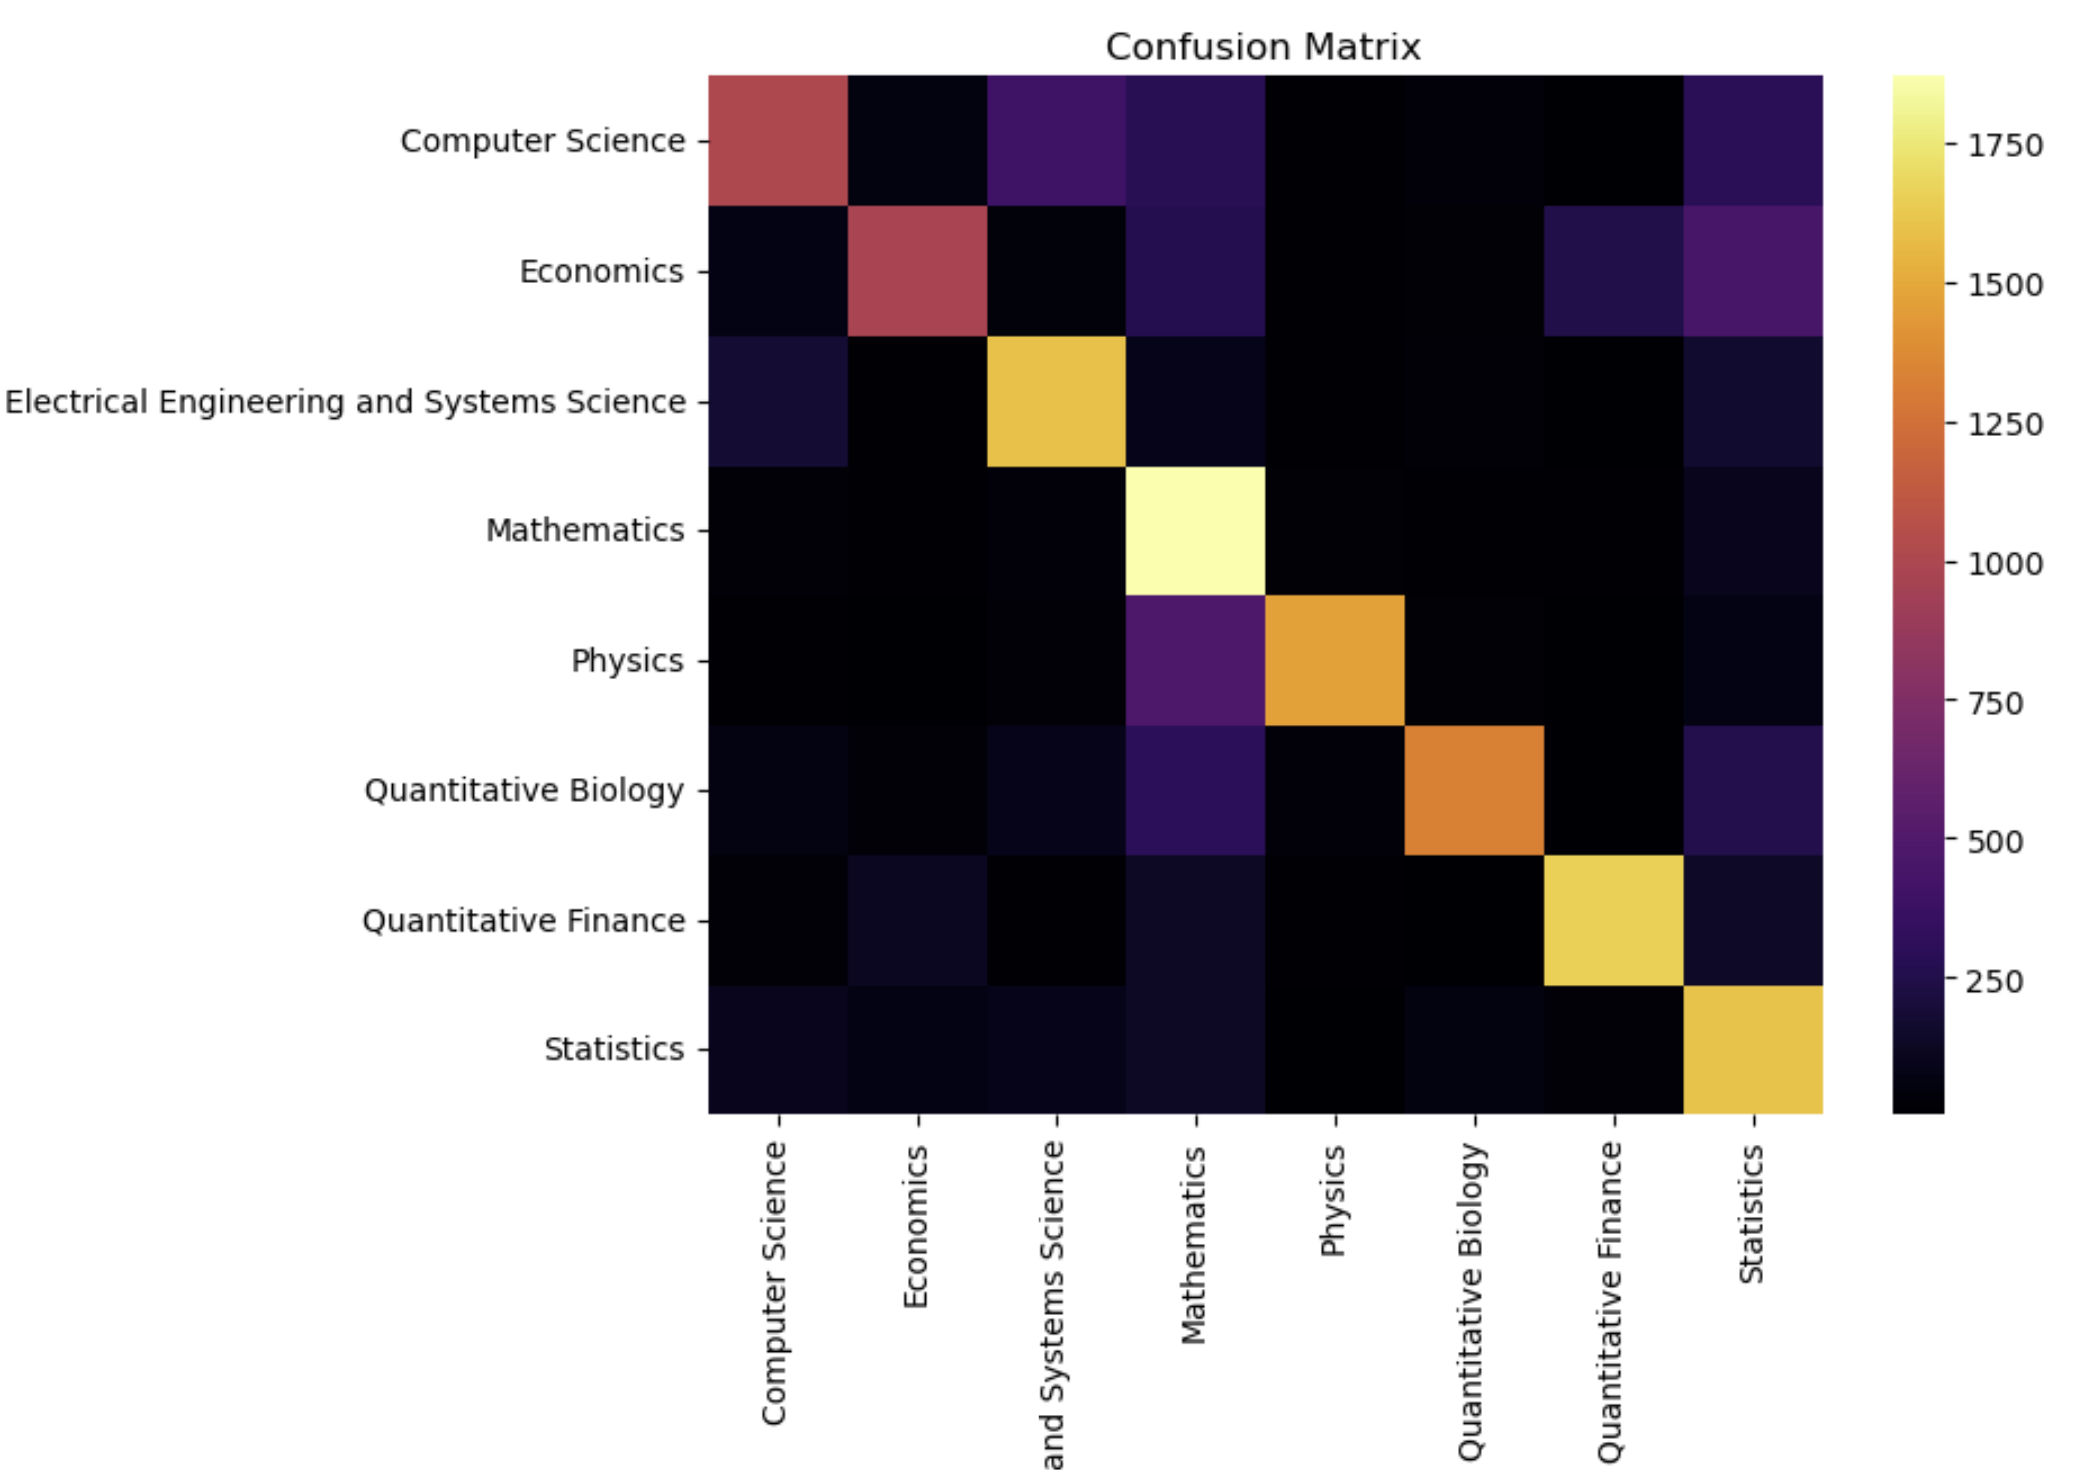 Confusion Matrix
Computer Science
Economics
Electrical Engineering and Systems Science
Mathematics
Physics
Quantitative Biology
Quantitative Finance
Statistics
1750
1500
1250
1000
750
500
250
Computer Science
Economics
and Systems Science
Mathematics
Physics
Quantitative Biology
Quantitative Finance
Statistics